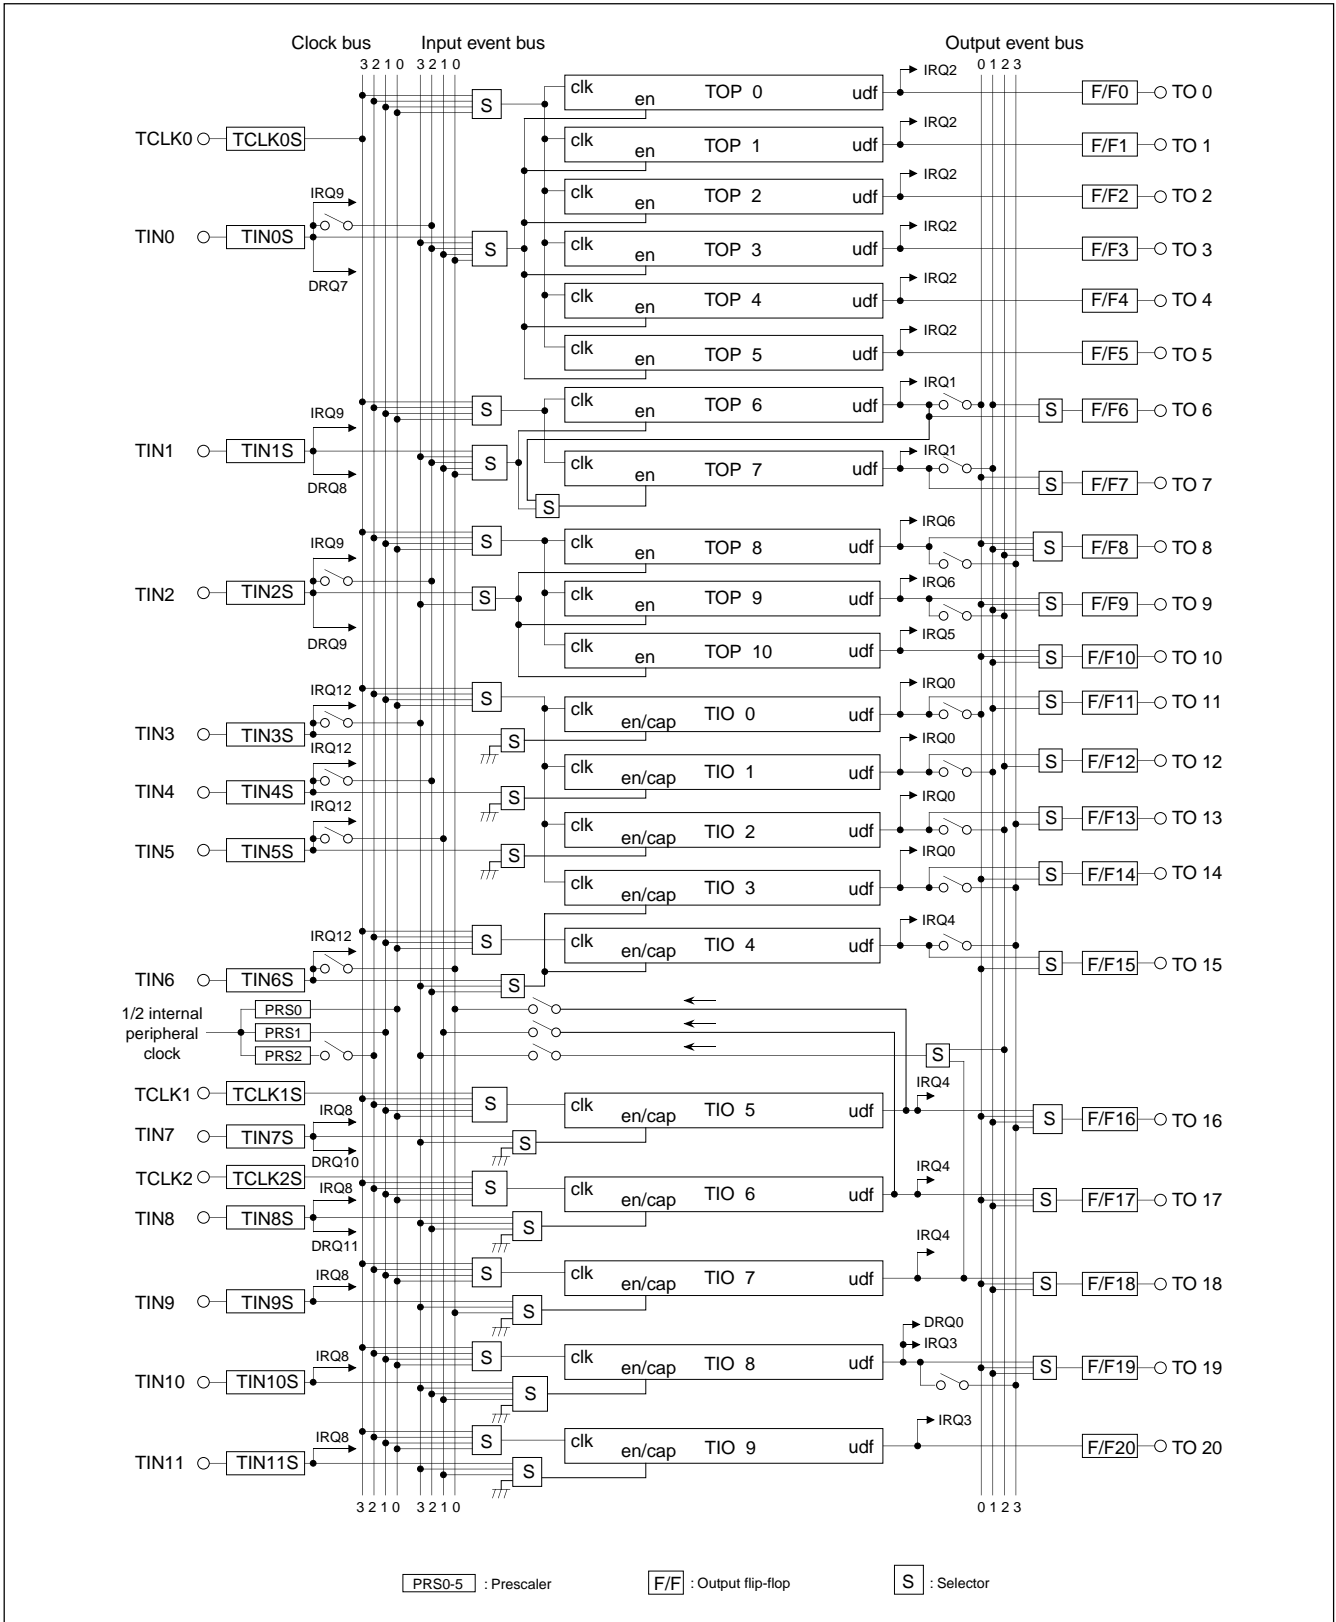 Clock bus
Input event bus
Output event bus
3 2 1 0
3 2 1 0
0 1 2 3
S
clk
en
TOP 0
udf
IRQ2
F/F0
TO 0
TCLK0
TCLK0S
clk
en
TOP 1
udf
IRQ2
F/F1
TO 1
IRQ9
clk
en
TOP 2
udf
IRQ2
F/F2
TO 2
TIN0
TIN0S
DRQ7
S
clk
en
TOP 3
udf
IRQ2
F/F3
TO 3
clk
en
TOP 4
udf
IRQ2
F/F4
TO 4
clk
en
TOP 5
udf
IRQ2
F/F5
TO 5
IRQ9
S
clk
en
TOP 6
udf
IRQ1
S
F/F6
TO 6
TIN1
TIN1S
DRQ8
S
S
clk
en
TOP 7
udf
IRQ1
S
F/F7
TO 7
IRQ9
S
clk
en
TOP 8
udf
IRQ6
S
F/F8
TO 8
TIN2
TIN2S
DRQ9
S
clk
en
TOP 9
udf
IRQ6
S
F/F9
TO 9
clk
en
TOP 10
udf
IRQ5
S
F/F10
TO 10
IRQ12
TIN3
TIN3S
S
S
clk
en/cap
TIO 0
udf
IRQ0
S
F/F11
TO 11
IRQ12
TIN4
TIN4S
S
clk
en/cap
TIO 1
udf
IRQ0
S
F/F12
TO 12
IRQ12
TIN5
TIN5S
S
clk
en/cap
TIO 2
udf
IRQ0
S
F/F13
TO 13
clk
en/cap
TIO 3
udf
IRQ0
S
F/F14
TO 14
IRQ12
TIN6
TIN6S
S
S
clk
en/cap
TIO 4
udf
IRQ4
S
F/F15
TO 15
1/2 internal
peripheral
clock
PRS0
PRS1
PRS2
S
TCLK1
TCLK1S
IRQ8
TIN7
TIN7S
DRQ10
S
S
clk
en/cap
TIO 5
udf
IRQ4
S
F/F16
TO 16
TCLK2
TCLK2S
IRQ8
TIN8
TIN8S
DRQ11
S
S
clk
en/cap
TIO 6
udf
IRQ4
S
F/F17
TO 17
IRQ8
TIN9
TIN9S
S
S
clk
en/cap
TIO 7
udf
IRQ4
S
F/F18
TO 18
IRQ8
TIN10
TIN10S
S
S
clk
en/cap
TIO 8
udf
DRQ0
IRQ3
S
F/F19
TO 19
IRQ8
TIN11
TIN11S
S
S
clk
en/cap
TIO 9
udf
IRQ3
F/F20
TO 20
3 2 1 0
3 2 1 0
0 1 2 3
PRS0-5 : Prescaler
F/F : Output flip-flop
S : Selector